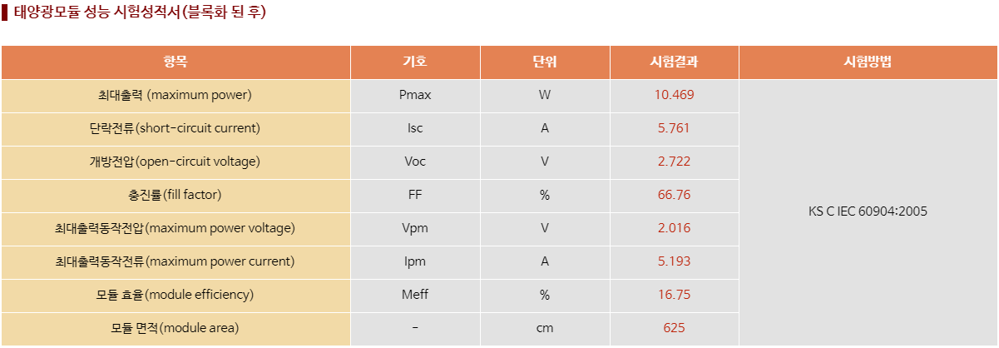 태양광모듈 성능 시험성적서(블록화 된 후)
항목 기호 단위 시험결과 시험방법
최대출력 (maximum power) Pmax W 10.469
단락전류(short-circuit current) Isc A 5.761
개방전압(open-circuit voltage) Voc V 2.722
충진률(fill factor) FF % 66.76
KS C IEC 60904:2005
최대출력동작전압(maximum power voltage) Vpm V 2.016
최대출력동작전류(maximum power current) Ipm A 5.193
모듈 효율(module efficiency) Meff % 16.75
모듈 면적(module area) - cm 625